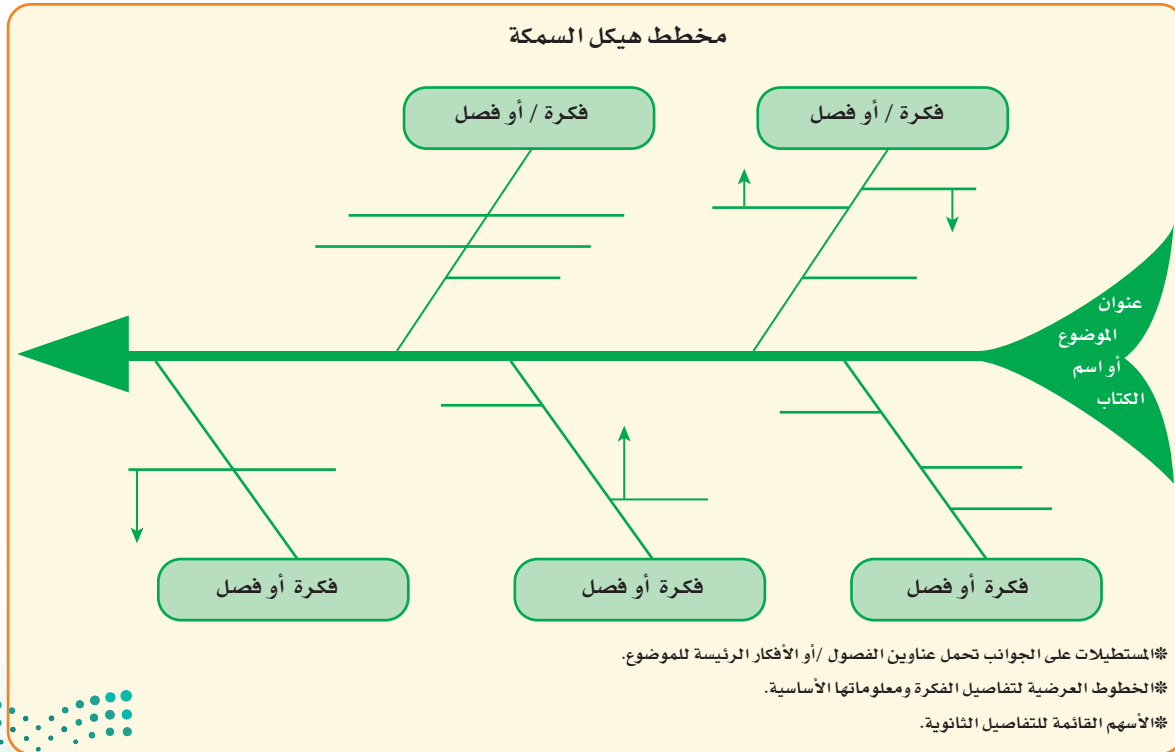 مخطط هيكل السمكة
فكرة / أو فصل
فكرة / أو فصل
عنوان
الموضوع
أو اسم
الكتاب
فكرة أو فصل
فكرة أو فصل
فكرة أو فصل
❊المستطيلات على الجوانب تحمل عناوين الفصول /أو الأفكار الرئيسة للموضوع.
❊الخطوط العرضية لتفاصيل الفكرة ومعلوماتها الأساسية.
❊الأسهم القائمة للتفاصيل الثانوية.